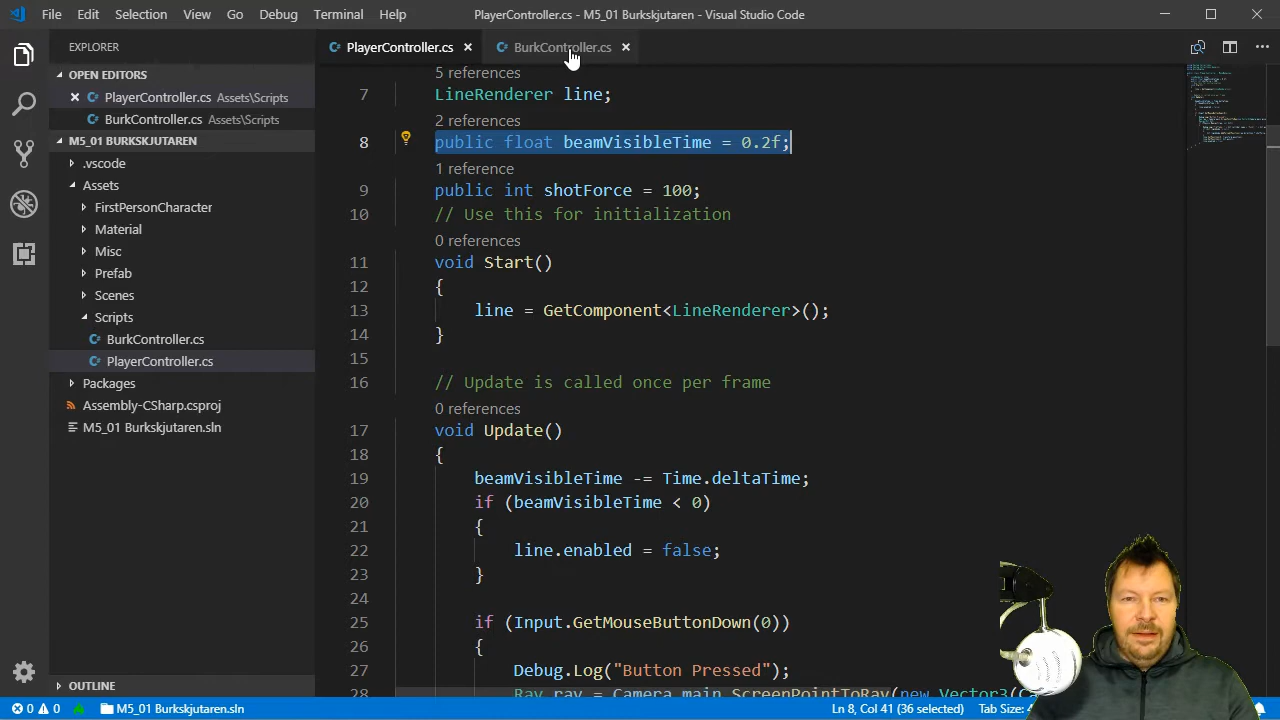 File Edit Selection View Go Debug Terminal Help PlayerController.cs - M5_01 Burkskjutaren - Visual Studio Code
EXPLORER
OPEN EDITORS
PlayerController.cs Assets\Scripts
BurkController.cs Assets\Scripts
M5_01 BURKSKJUTAREN
.vscode
Assets
FirstPersonCharacter
Material
Misc
Prefab
Scenes
Scripts
BurkController.cs
PlayerController.cs
Packages
Assembly-CSharp.csproj
M5_01 Burkskjutaren.sln
OUTLINE
PlayerController.cs BurkController.cs
5 references
7 LineRenderer line;
2 references
8 public float beamVisibleTime = 0.2f;
1 reference
9 public int shotForce = 100;
10 // Use this for initialization
0 references
11 void Start()
12 {
13 line = GetComponent<LineRenderer>();
14 }
15
16 // Update is called once per frame
0 references
17 void Update()
18 {
19 beamVisibleTime -= Time.deltaTime;
20 if (beamVisibleTime < 0)
21 {
22 line.enabled = false;
23 }
24
25 if (Input.GetMouseButtonDown(0))
26 {
27 Debug.Log("Button Pressed");
28 Ray ray = Camera.main.ScreenPointToRay(new Vector3(
0 0 M5_01 Burkskjutaren.sln Ln 8, Col 41 (36 selected) Tab Size: